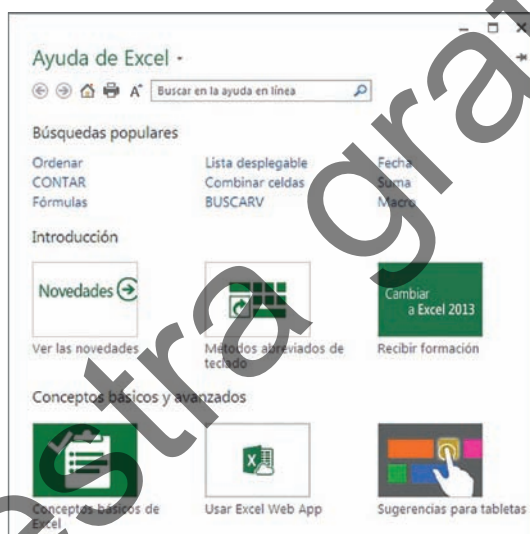 Ayuda de Excel
Buscar en la ayuda en línea
Búsquedas populares
Ordenar Lista desplegable Fecha
CONTAR Combinar celdas Suma
Fórmulas BUSCARV Macro
Introducción
Novedades
Cambiar
a Excel 2013
Ver las novedades Métodos abreviados de Recibir formación
teclado
Conceptos básicos y avanzados
Conceptos básicos de Usar Excel Web App Sugerencias para tabletas
Excel